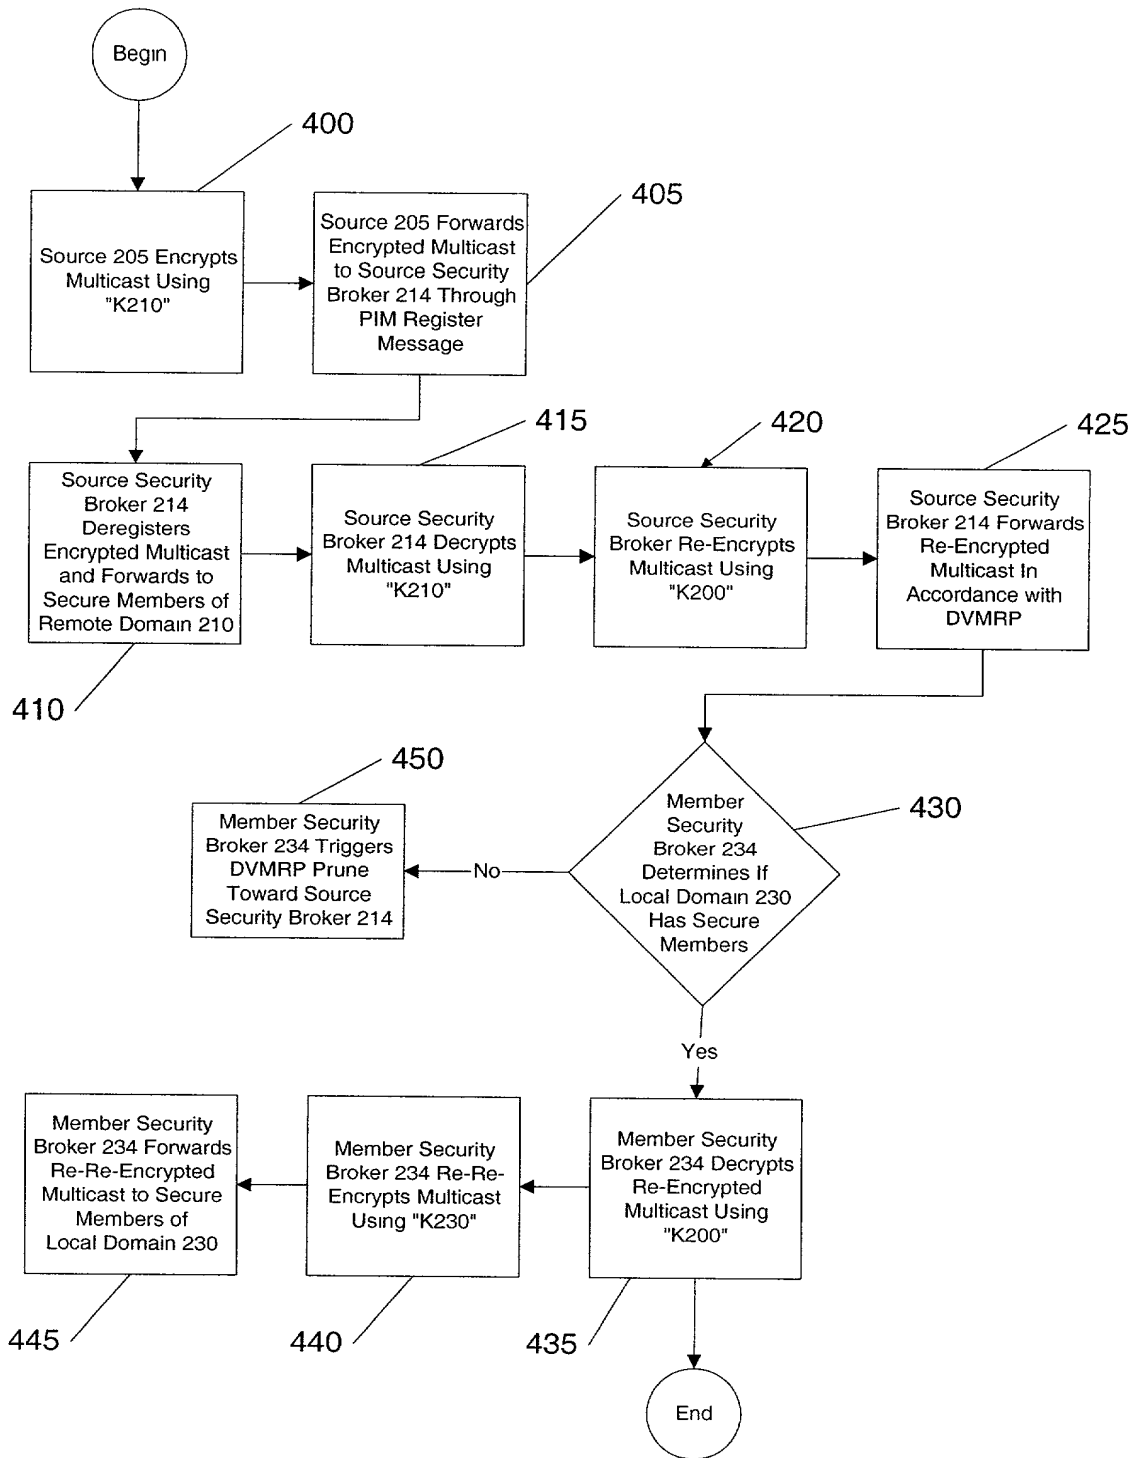 Begin
400
405
Source 205 Encrypts
Multicast Using
"K210"
Source 205 Forwards
Encrypted Multicast
to Source Security
Broker 214 Through
PIM Register
Message
415
420
425
Source Security
Broker 214
Deregisters
Encrypted Multicast
and Forwards to
Secure Members of
Remote Domain 210
Source Security
Broker 214 Decrypts
Multicast Using
"K210"
Source Security
Broker Re-Encrypts
Multicast Using
"K200"
Source Security
Broker 214 Forwards
Re-Encrypted
Multicast In
Accordance with
DVMRP
410
450
430
Member Security
Broker 234 Triggers
DVMRP Prune
Toward Source
Security Broker 214
No
Member
Security
Broker 234
Determines If
Local Domain 230
Has Secure
Members
Yes
Member Security
Broker 234 Forwards
Re-Re-Encrypted
Multicast to Secure
Members of
Local Domain 230
Member Security
Broker 234 Re-Re-
Encrypts Multicast
Using "K230"
Member Security
Broker 234 Decrypts
Re-Encrypted
Multicast Using
"K200"
445
440
435
End